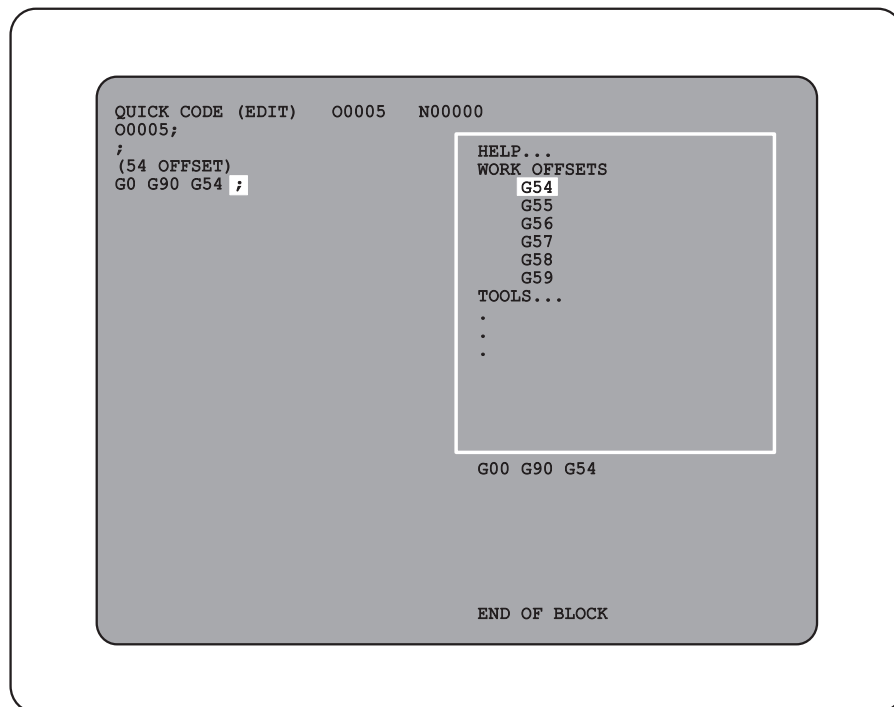 QUICK CODE (EDIT) O0005 N00000
O0005;
;
(54 OFFSET)
G0 G90 G54 ;
HELP...
WORK OFFSETS
G54
G55
G56
G57
G58
G59
TOOLS...
.
.
.
G00 G90 G54
END OF BLOCK